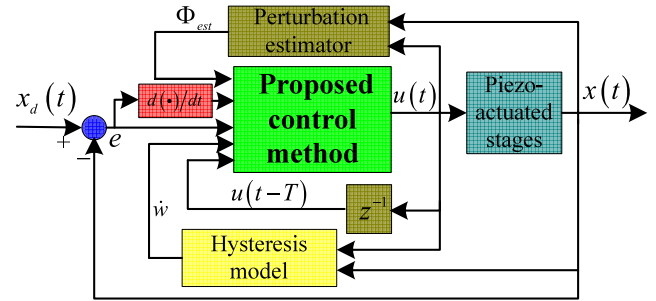 Φ_est
Perturbation
estimator
x_d(t)
d(·)/dt
Proposed
control
method
u(t)
Piezo-
actuated
stages
x(t)
+
e
−
u(t−T)
z⁻¹
ẇ
Hysteresis
model